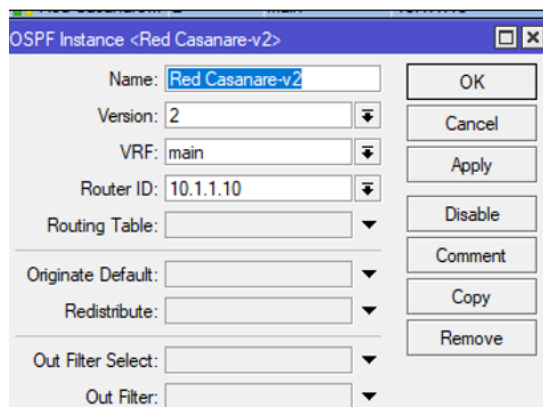 OSPF Instance <Red Casanare-v2>
Name: Red Casanare-v2
OK
Version: 2
Cancel
VRF: main
Apply
Router ID: 10.1.1.10
Routing Table:
Disable
Comment
Originate Default:
Copy
Redistribute:
Remove
Out Filter Select:
Out Filter: